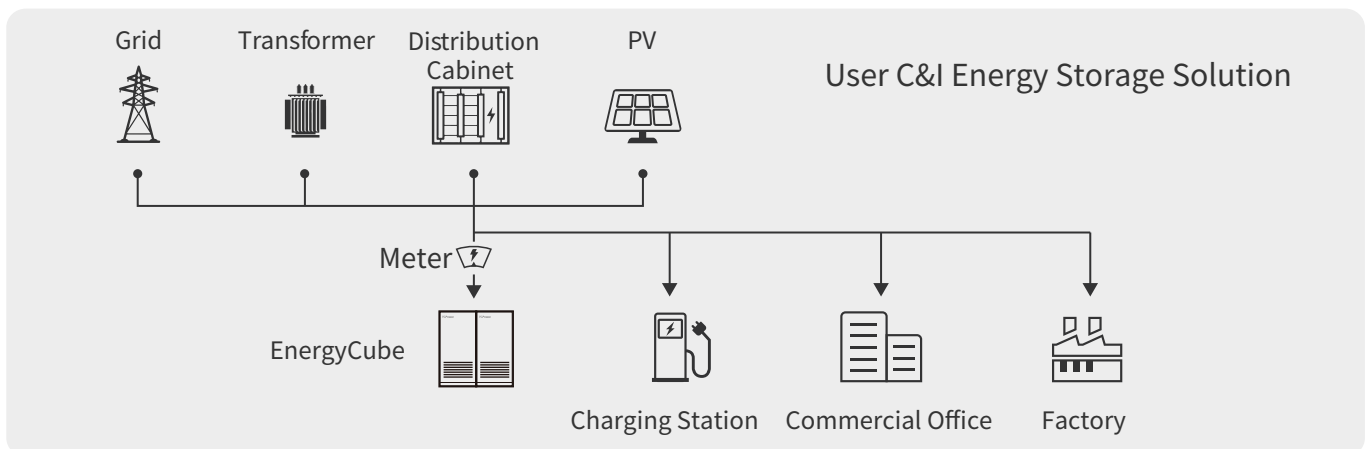 Grid
Transformer
Distribution
Cabinet
PV
User C&I Energy Storage Solution
Meter
EnergyCube
Charging Station
Commercial Office
Factory